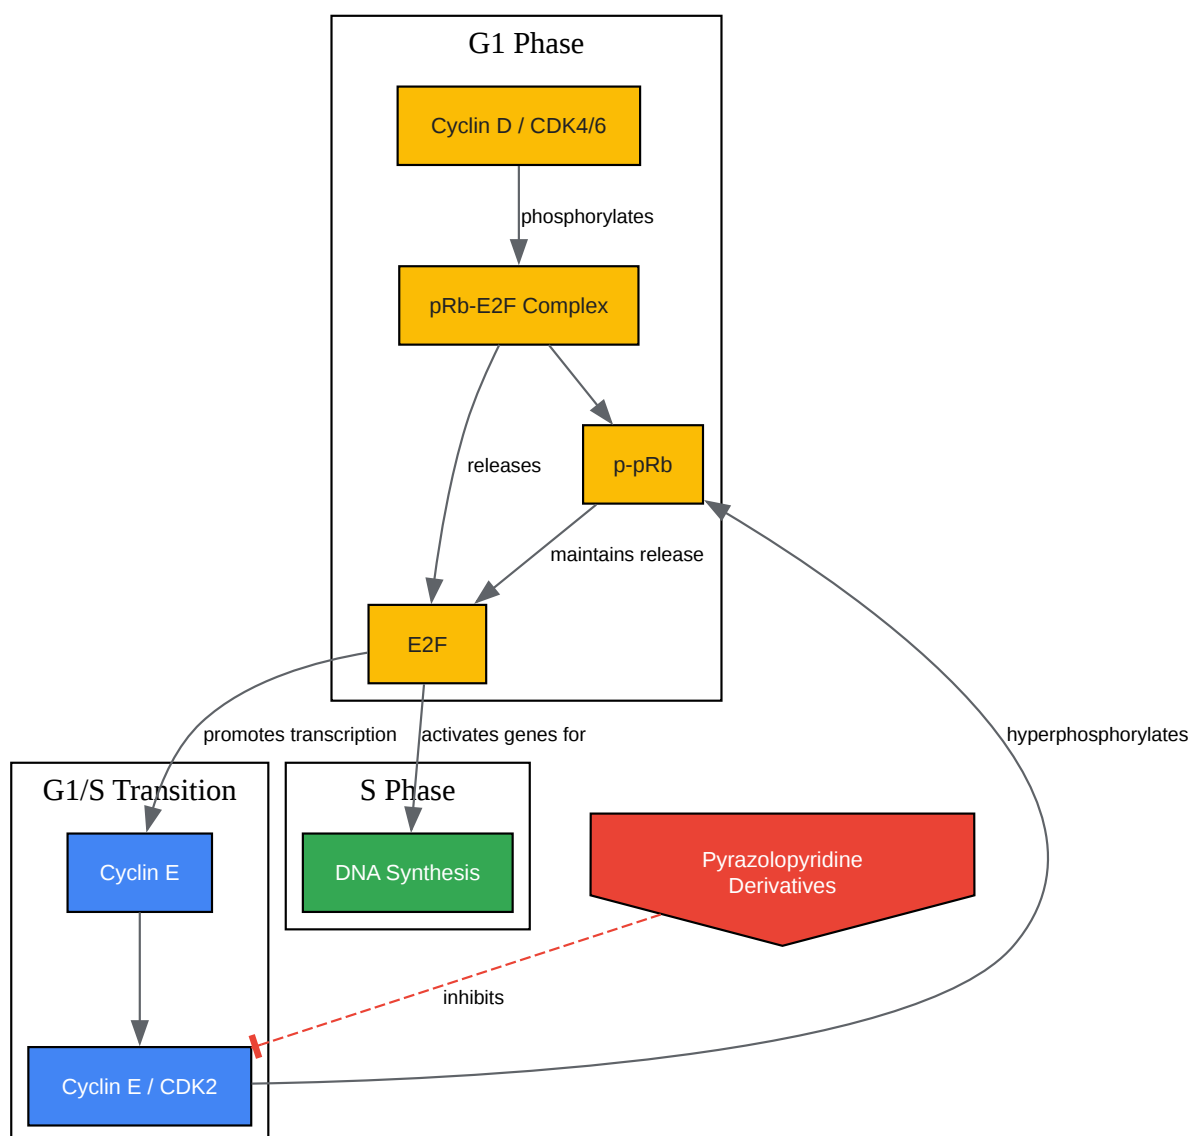 G1 Phase
Cyclin D / CDK4/6
phosphorylates
pRb-E2F Complex
releases
p-pRb
maintains release
E2F
promotes transcription
activates genes for
hyperphosphorylates
G1/S Transition
S Phase
Cyclin E
DNA Synthesis
Pyrazolopyridine
Derivatives
inhibits
Cyclin E / CDK2